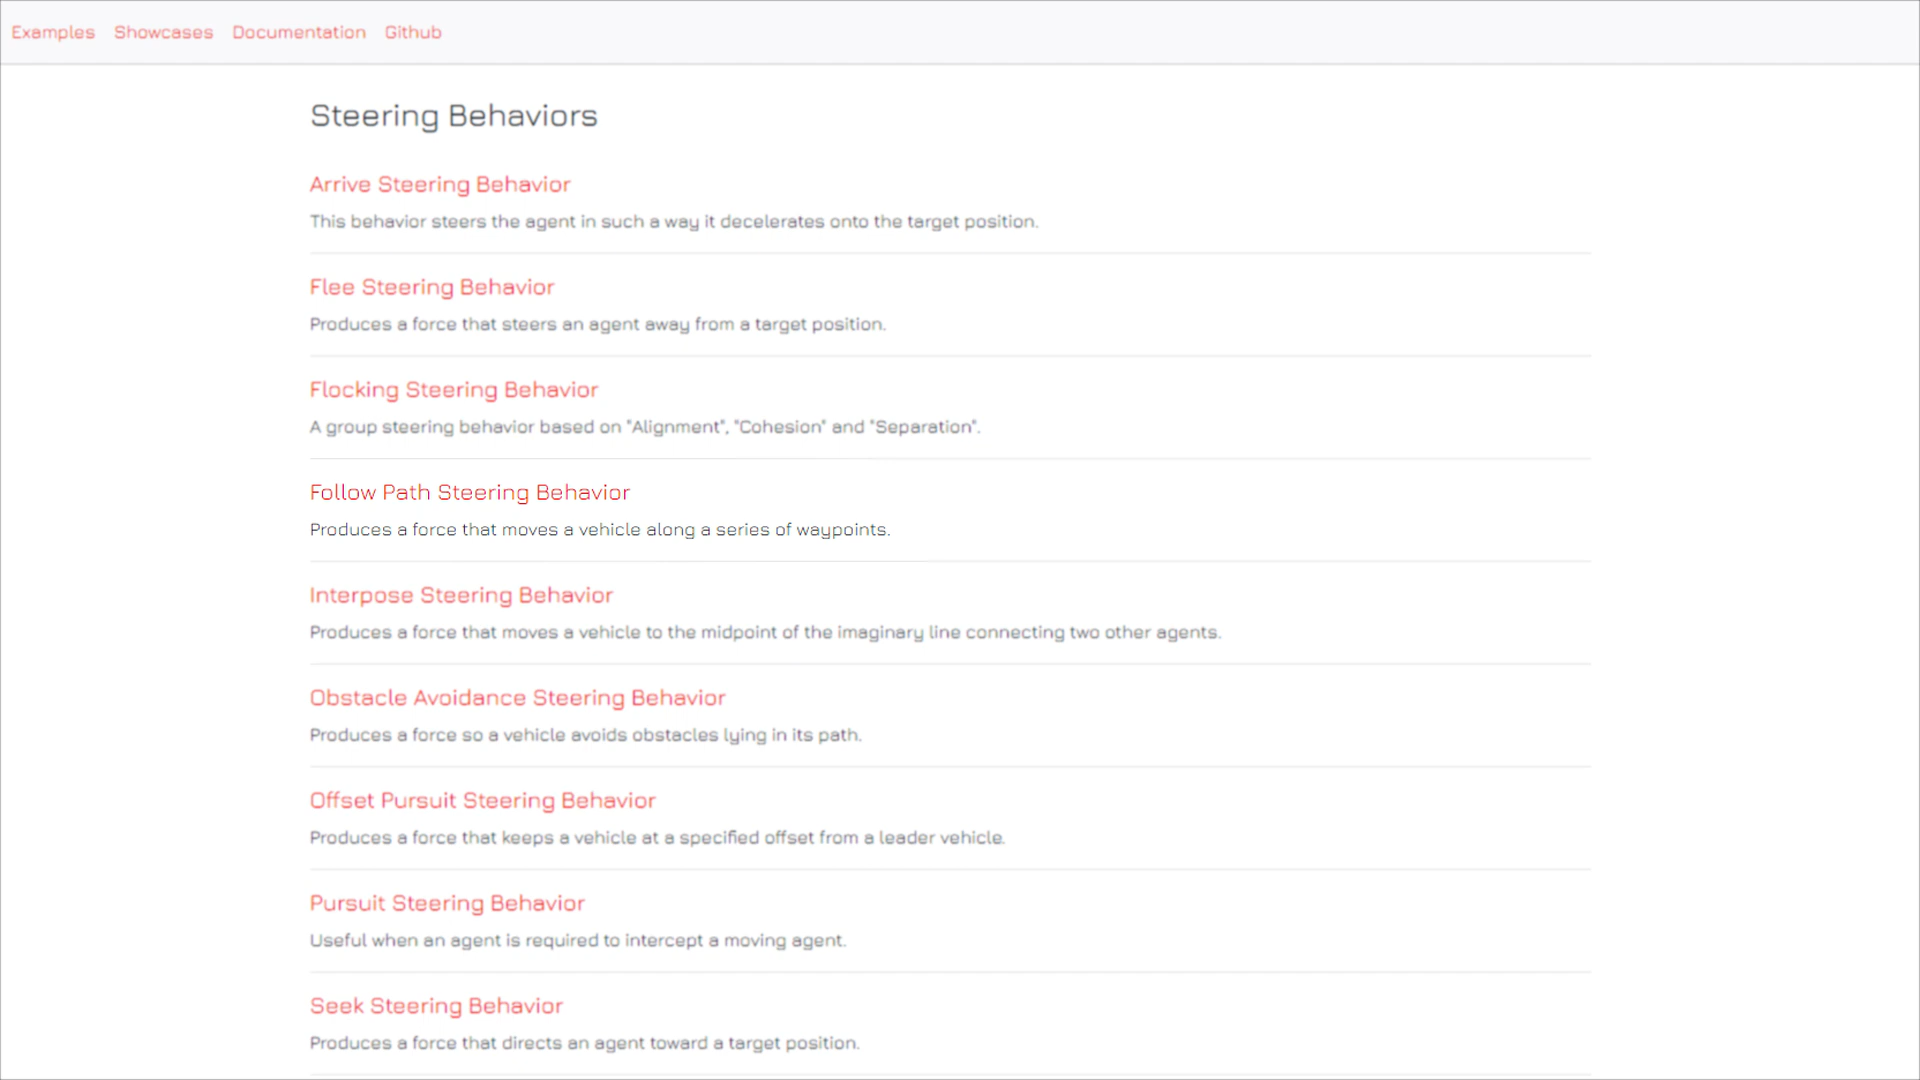 Examples Showcases Documentation Github
Steering Behaviors
Arrive Steering Behavior
This behavior steers the agent in such a way it decelerates onto the target position.
Flee Steering Behavior
Produces a force that steers an agent away from a target position.
Flocking Steering Behavior
A group steering behavior based on "Alignment", "Cohesion" and "Separation".
Follow Path Steering Behavior
Produces a force that moves a vehicle along a series of waypoints.
Interpose Steering Behavior
Produces a force that moves a vehicle to the midpoint of the imaginary line connecting two other agents.
Obstacle Avoidance Steering Behavior
Produces a force so a vehicle avoids obstacles lying in its path.
Offset Pursuit Steering Behavior
Produces a force that keeps a vehicle at a specified offset from a leader vehicle.
Pursuit Steering Behavior
Useful when an agent is required to intercept a moving agent.
Seek Steering Behavior
Produces a force that directs an agent toward a target position.